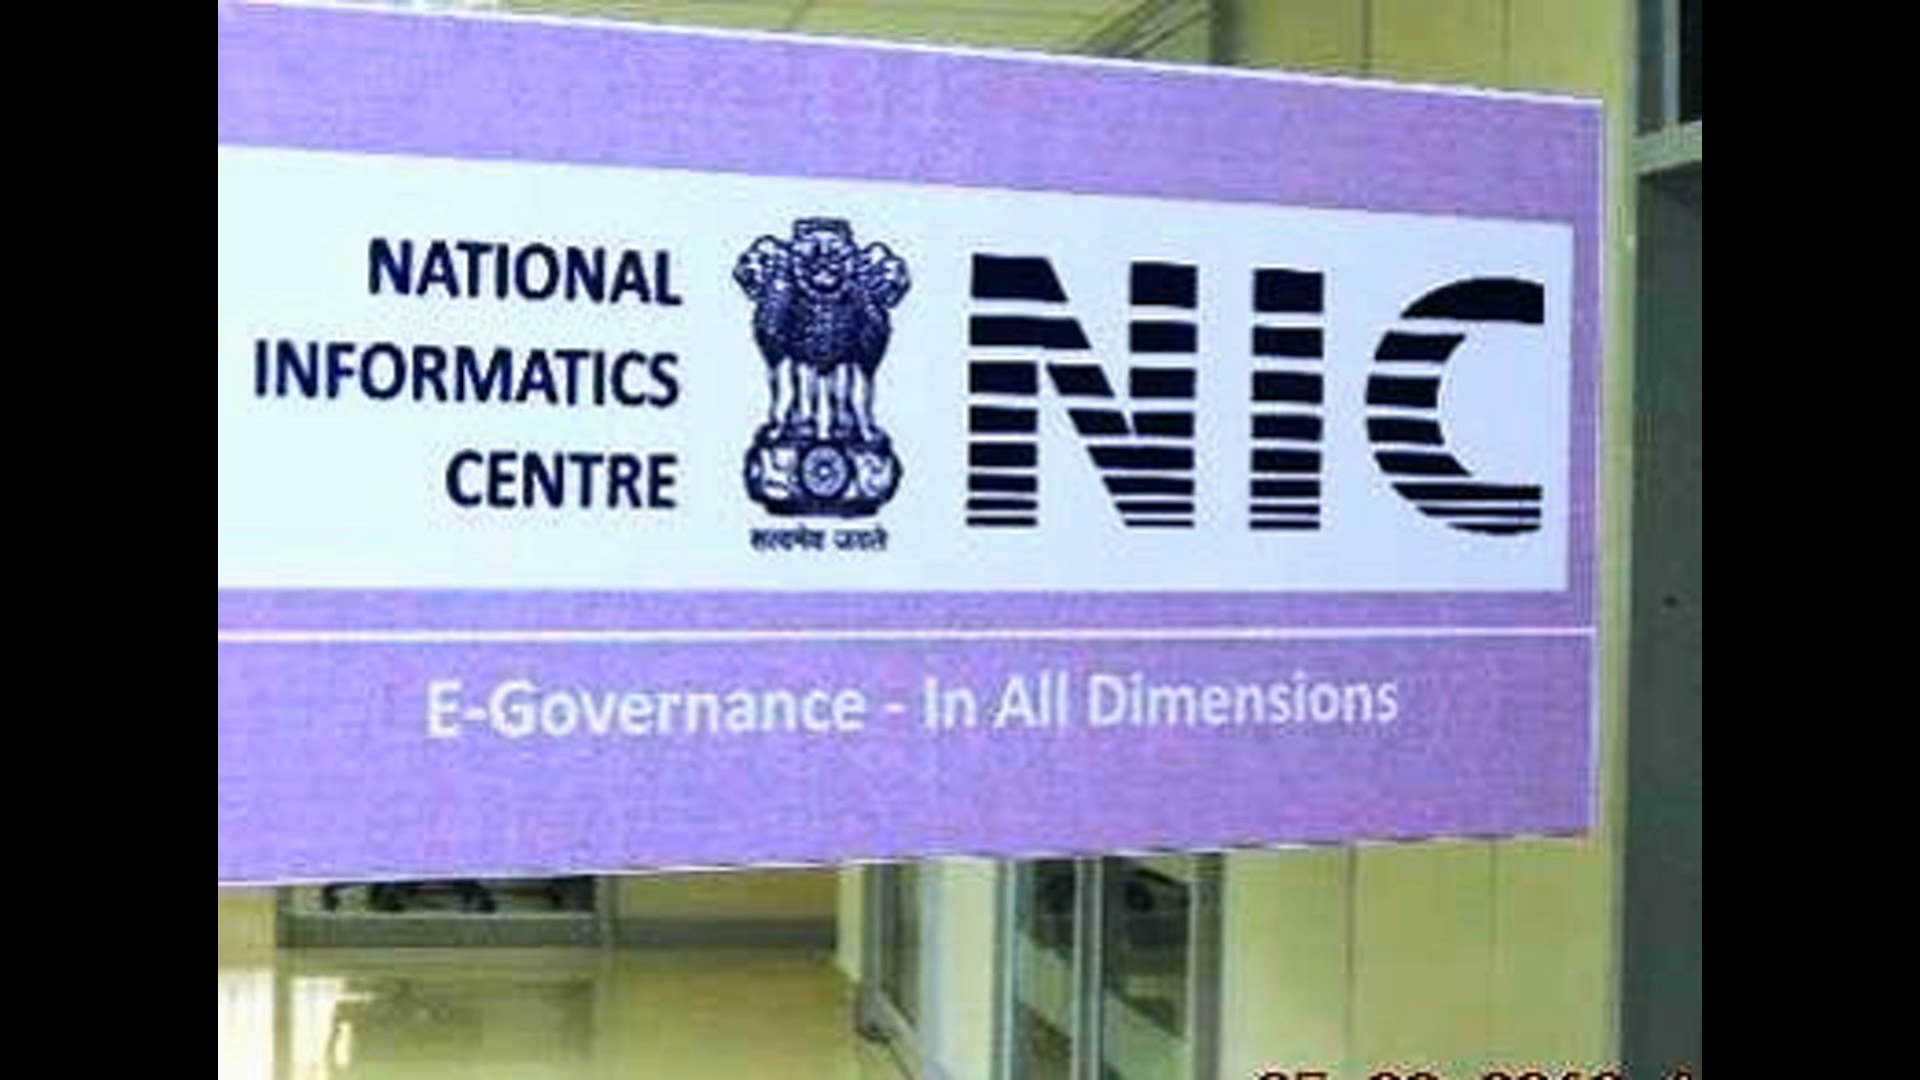 NATIONAL
INFORMATICS
CENTRE
सत्यमेव जयते
NIC
E-Governance - In All Dimensions